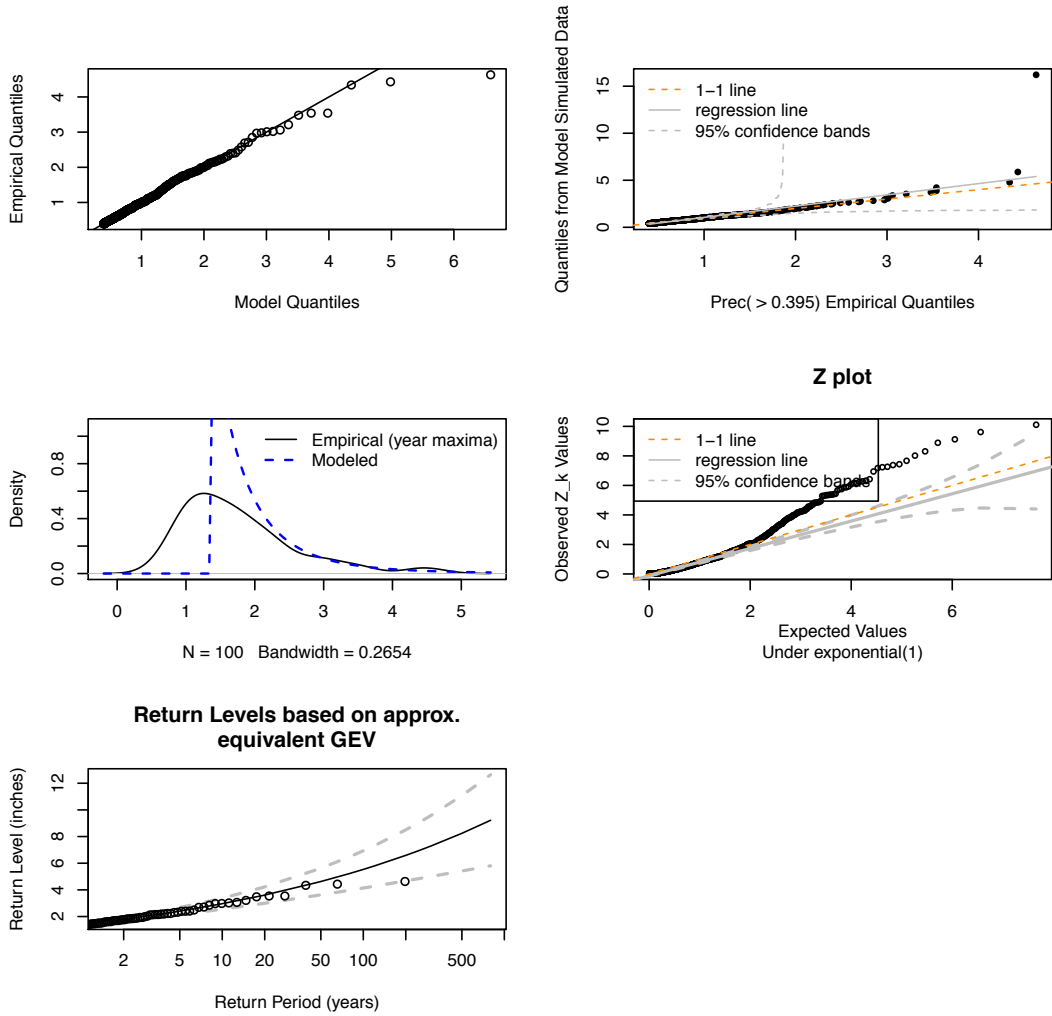 Empirical Quantiles
4
3
2
1
1 2 3 4 5 6
Model Quantiles
Quantiles from Model Simulated Data
15
10
5
0
1–1 line
regression line
95% confidence bands
1 2 3 4
Prec( > 0.395) Empirical Quantiles
Density
0.8
0.4
0.0
Empirical (year maxima)
Modeled
0 1 2 3 4 5
N = 100 Bandwidth = 0.2654
Z plot
Observed Z_k Values
10
8
6
4
2
0
1–1 line
regression line
95% confidence bands
0 2 4 6
Expected Values
Under exponential(1)
Return Levels based on approx.
equivalent GEV
Return Level (inches)
12
8
6
4
2
2 5 10 20 50 100 500
Return Period (years)